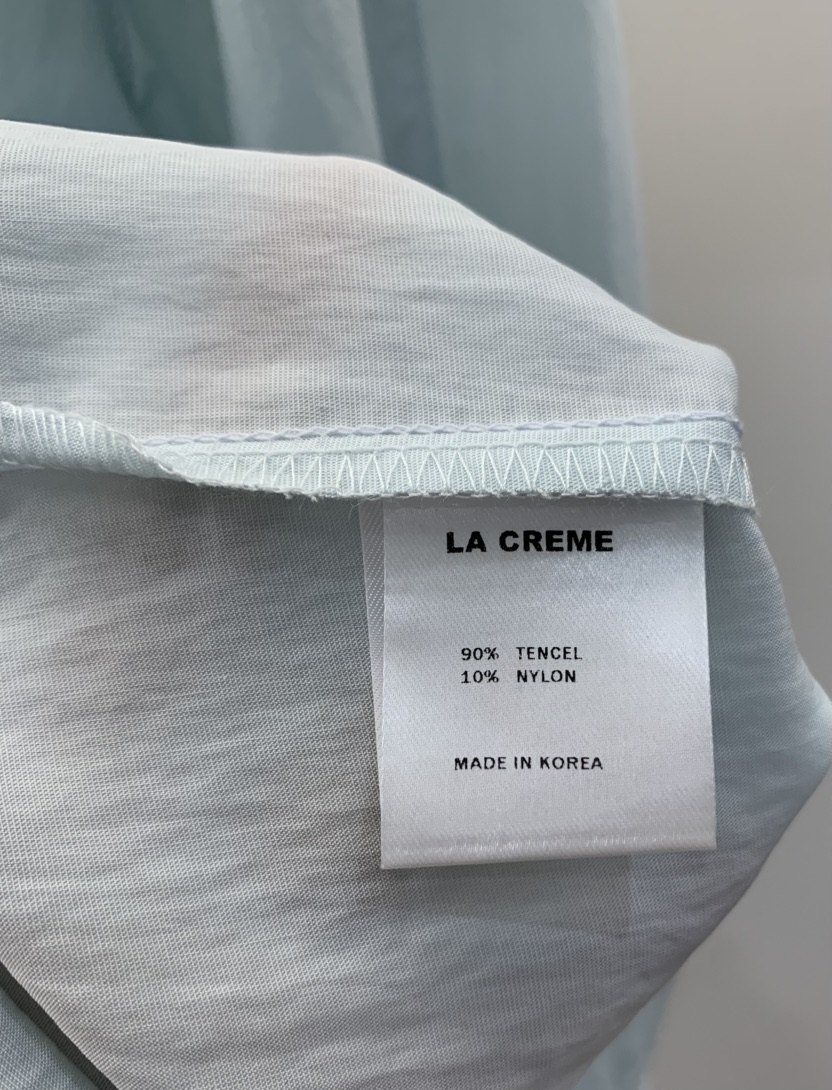 LA CREME
90% TENCEL
10% NYLON
MADE IN KOREA